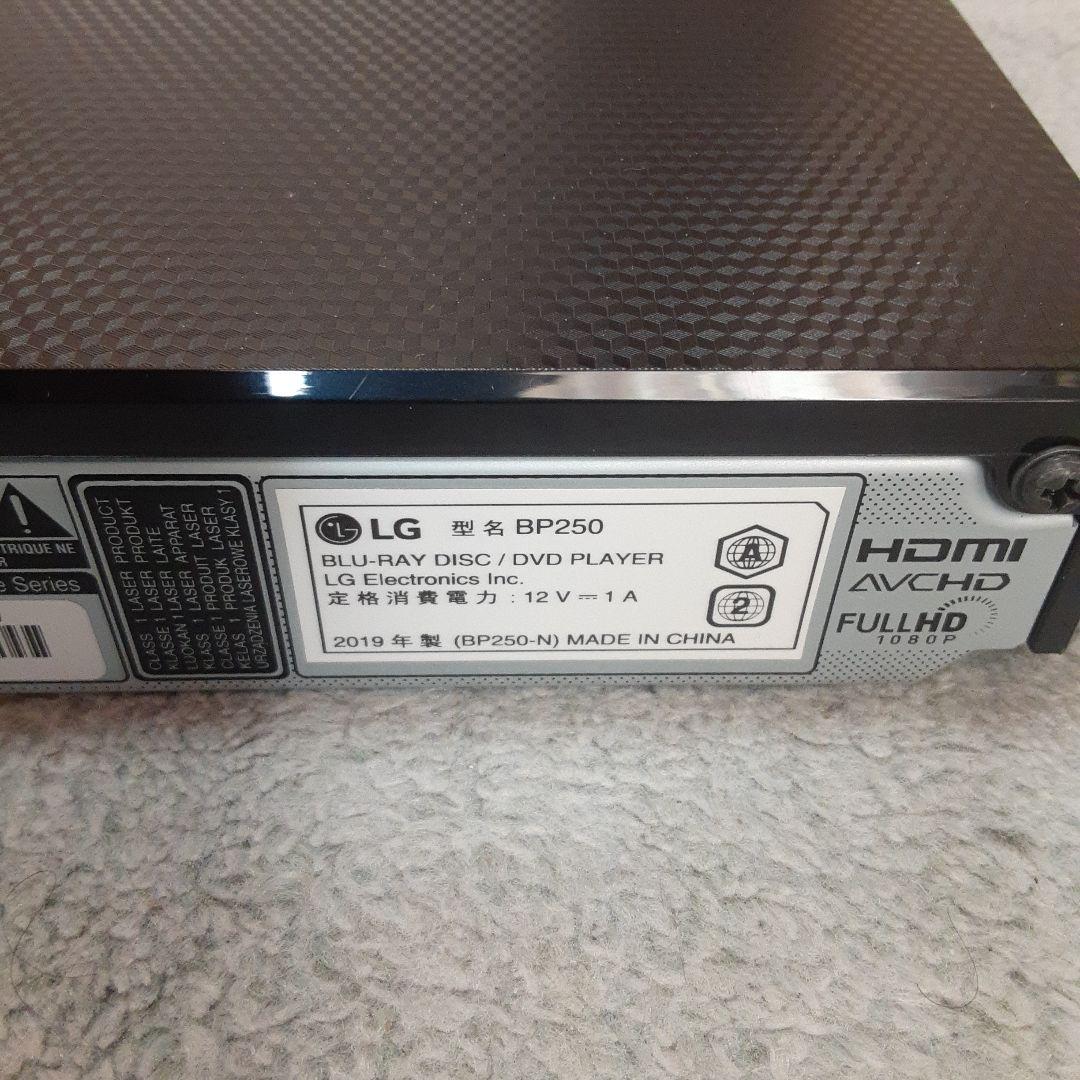 TRIQUE NE
R
e Series
CLASS 1 LASER PRODUCT
KLASSE 1 LASER PRODUKT
LUOKAN 1 LASER LAITE
KLASS 1 LASER APPARAT
CLASSE 1 PRODUIT LASER
KELAS 1 PRODUK LASER
URZĄDZENIA LASEROWE KLASY 1
LG 型名 BP250
BLU-RAY DISC / DVD PLAYER
LG Electronics Inc.
定格消費電力 : 12 V ⎓ 1 A
2019 年 製 (BP250-N) MADE IN CHINA
A
2
HDMI
AVCHD
FULLHD
1080P